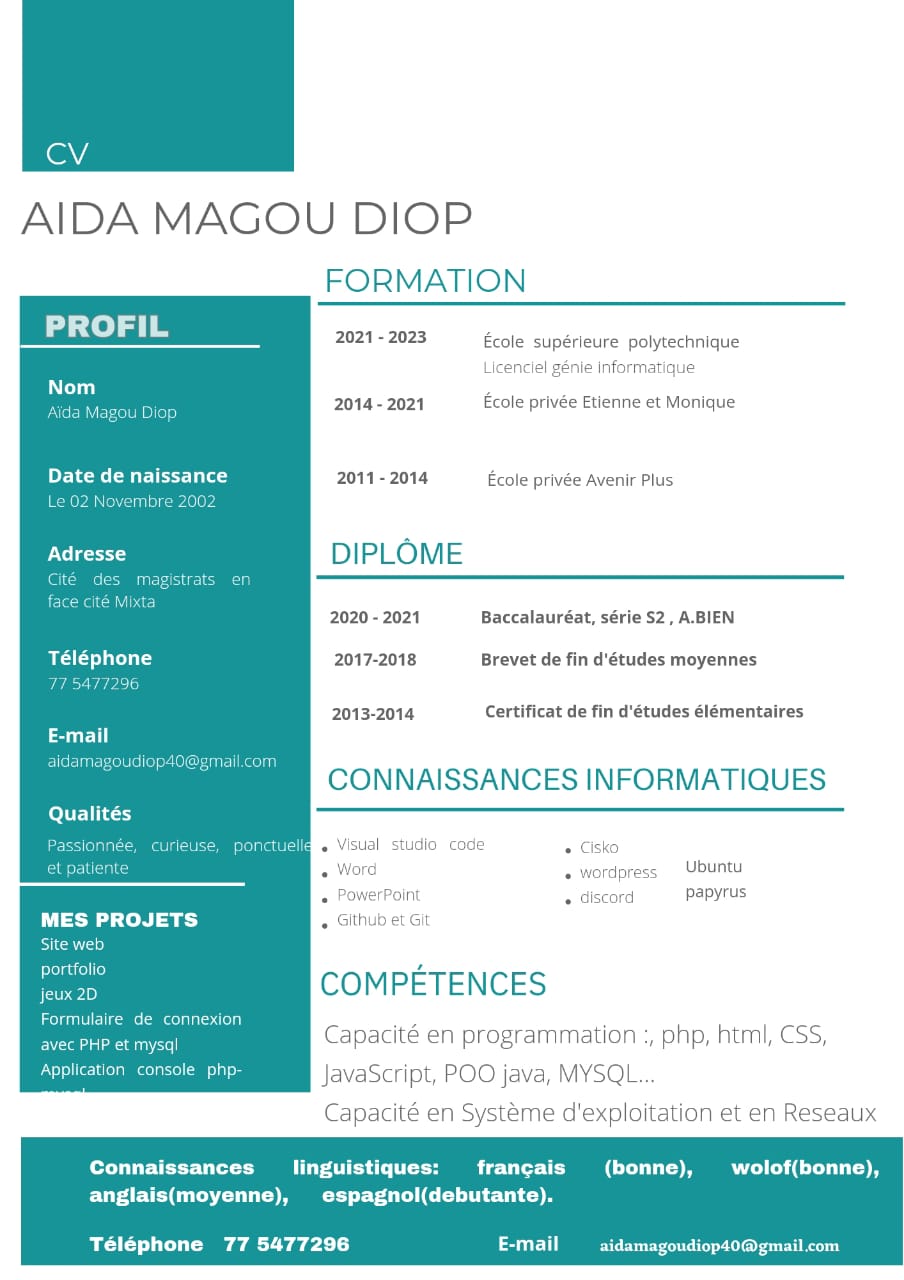 CV
AIDA MAGOU DIOP
PROFIL
Nom
Aïda Magou Diop
Date de naissance
Le 02 Novembre 2002
Adresse
Cité des magistrats en
face cité Mixta
Téléphone
77 5477296
E-mail
aidamagoudiop40@gmail.com
Qualités
Passionnée, curieuse, ponctuelle
et patiente
MES PROJETS
Site web
portfolio
jeux 2D
Formulaire de connexion
avec PHP et mysql
Application console php-
mysql
FORMATION
2021 - 2023 École supérieure polytechnique
Licenciel génie informatique
2014 - 2021 École privée Etienne et Monique
2011 - 2014 École privée Avenir Plus
DIPLÔME
2020 - 2021 Baccalauréat, série S2 , A.BIEN
2017-2018 Brevet de fin d'études moyennes
2013-2014 Certificat de fin d'études élémentaires
CONNAISSANCES INFORMATIQUES
• Visual studio code
• Word
• PowerPoint
• Github et Git
• Cisko
• wordpress
• discord
Ubuntu
papyrus
COMPÉTENCES
Capacité en programmation :, php, html, CSS,
JavaScript, POO java, MYSQL...
Capacité en Système d'exploitation et en Reseaux
Connaissances linguistiques: français (bonne), wolof(bonne),
anglais(moyenne), espagnol(debutante).
Téléphone 77 5477296 E-mail aidamagoudiop40@gmail.com